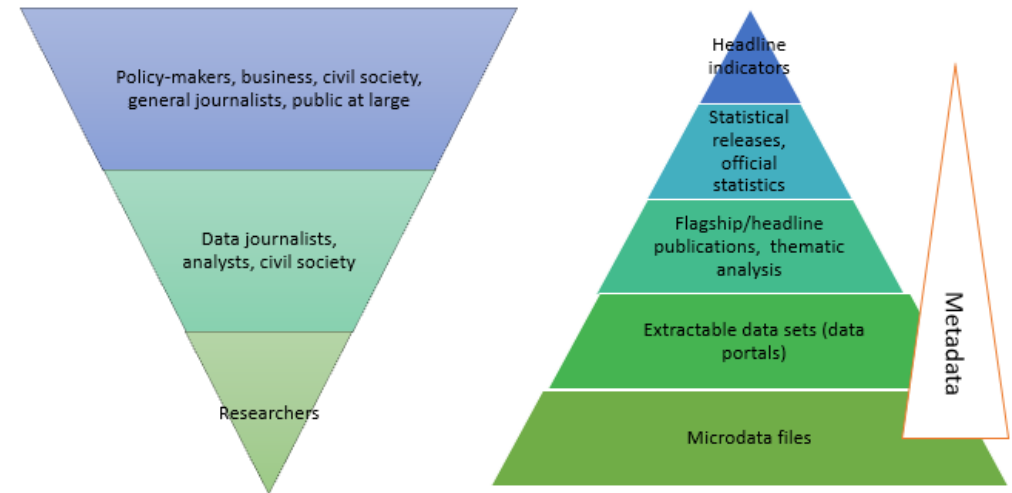 Policy-makers, business, civil society,
general journalists, public at large
Data journalists,
analysts, civil society
Researchers
Headline
indicators
Statistical
releases,
official
statistics
Flagship/headline
publications, thematic
analysis
Extractable data sets (data
portals)
Microdata files
Metadata